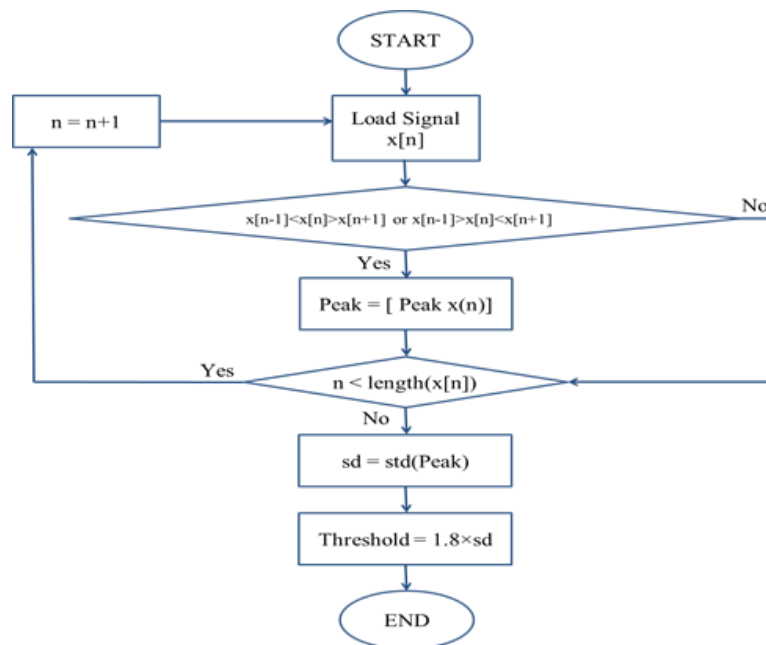 START
n = n+1
Load Signal
x[n]
x[n-1]<x[n]>x[n+1] or x[n-1]>x[n]<x[n+1]
No
Yes
Peak = [ Peak x(n)]
Yes
n < length(x[n])
No
sd = std(Peak)
Threshold = 1.8×sd
END